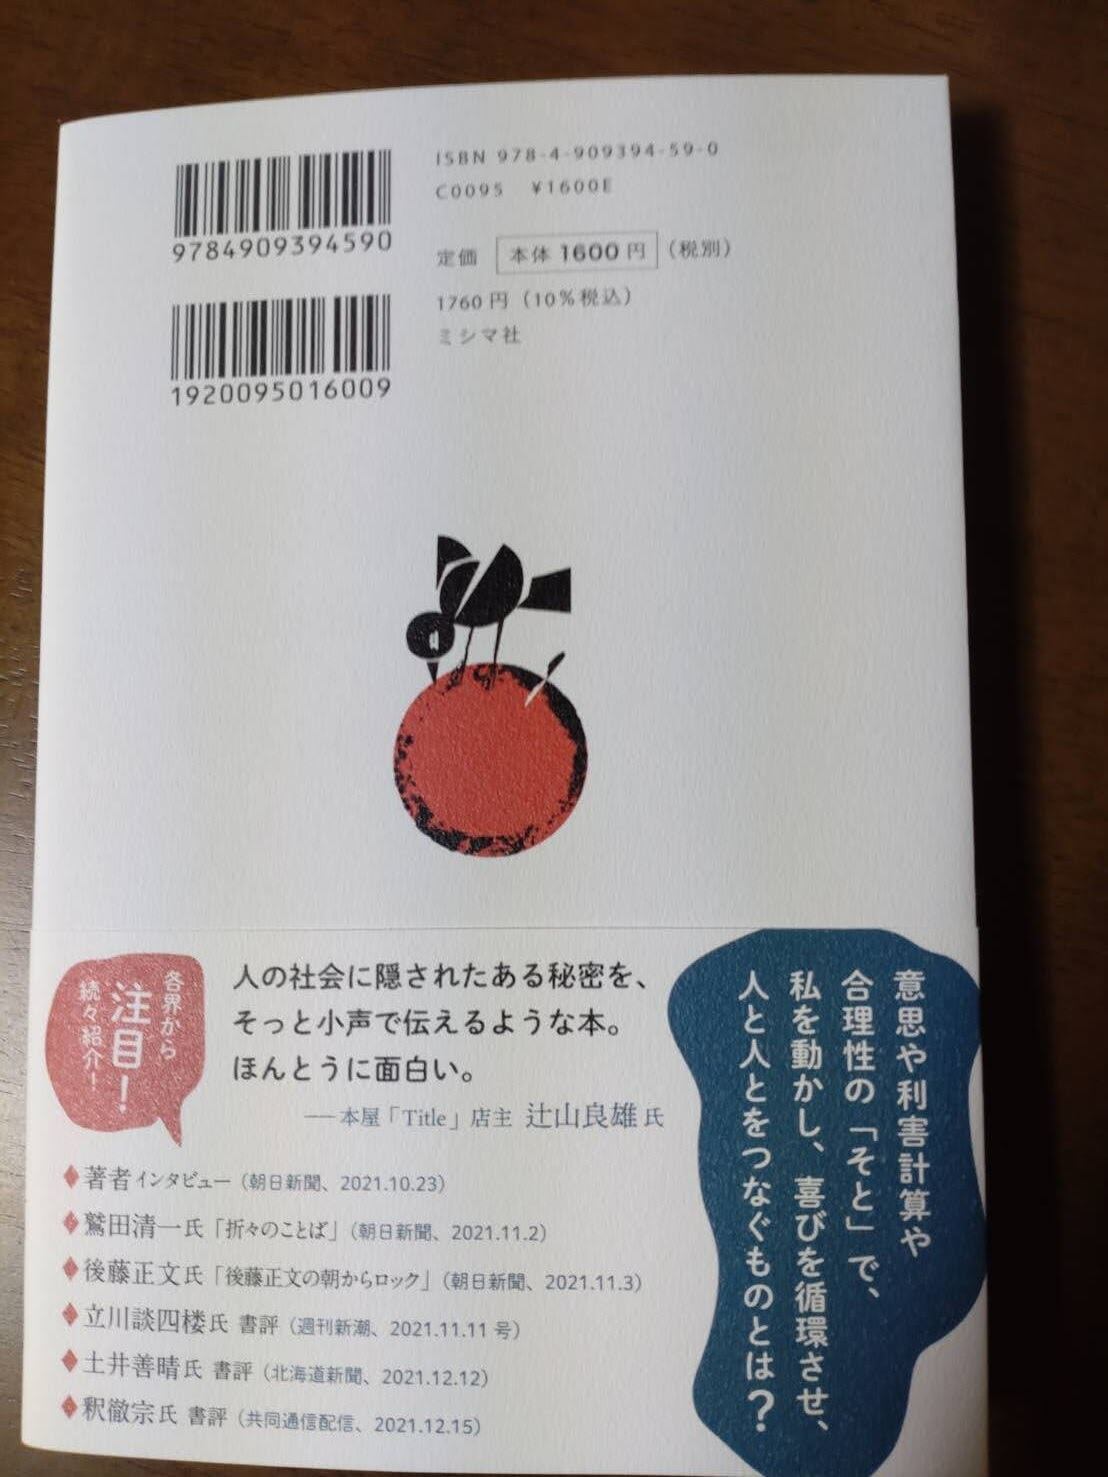 ISBN 978-4-909394-59-0
C0095 ¥1600E
9784909394590
定価 本体1600円（税別）
1760円（10％税込）
ミシマ社
1920095016009
意思や利害計算や
合理性の「そと」で、
私を動かし、喜びを循環させ、
人と人とをつなぐものとは？
各界から
注目！
続々紹介！
人の社会に隠されたある秘密を、
そっと小声で伝えるような本。
ほんとうに面白い。
──本屋「Title」店主 辻山良雄氏
◆著者インタビュー（朝日新聞、2021.10.23）
◆鷲田清一氏「折々のことば」（朝日新聞、2021.11.2）
◆後藤正文氏「後藤正文の朝からロック」（朝日新聞、2021.11.3）
◆立川談四楼氏 書評（週刊新潮、2021.11.11号）
◆土井善晴氏 書評（北海道新聞、2021.12.12）
◆釈徹宗氏 書評（共同通信配信、2021.12.15）